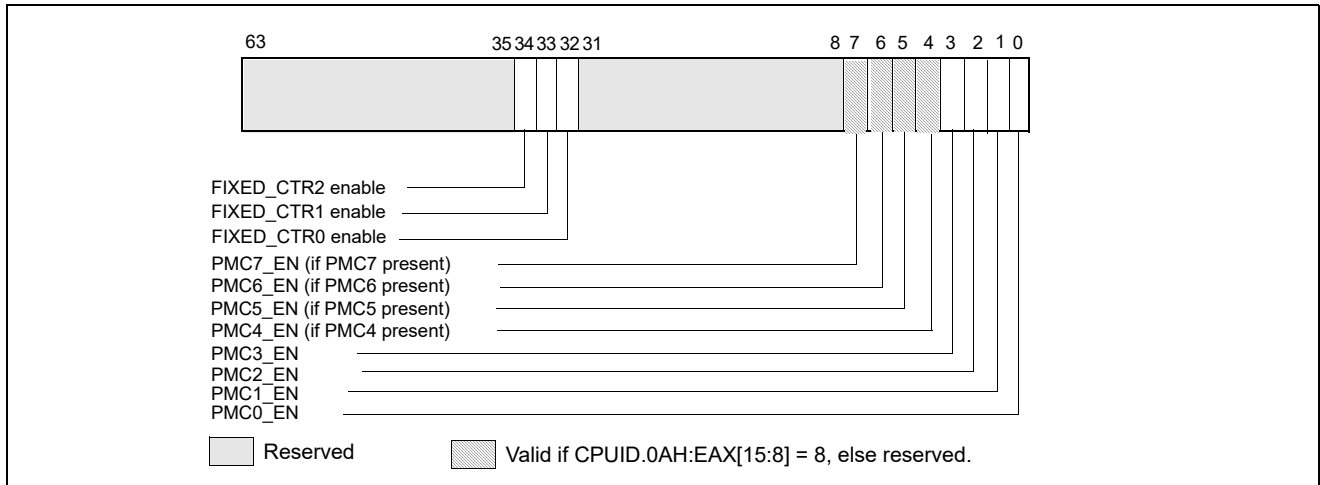 63 35 34 33 32 31 8 7 6 5 4 3 2 1 0
FIXED_CTR2 enable
FIXED_CTR1 enable
FIXED_CTR0 enable
PMC7_EN (if PMC7 present)
PMC6_EN (if PMC6 present)
PMC5_EN (if PMC5 present)
PMC4_EN (if PMC4 present)
PMC3_EN
PMC2_EN
PMC1_EN
PMC0_EN
Reserved Valid if CPUID.0AH:EAX[15:8] = 8, else reserved.